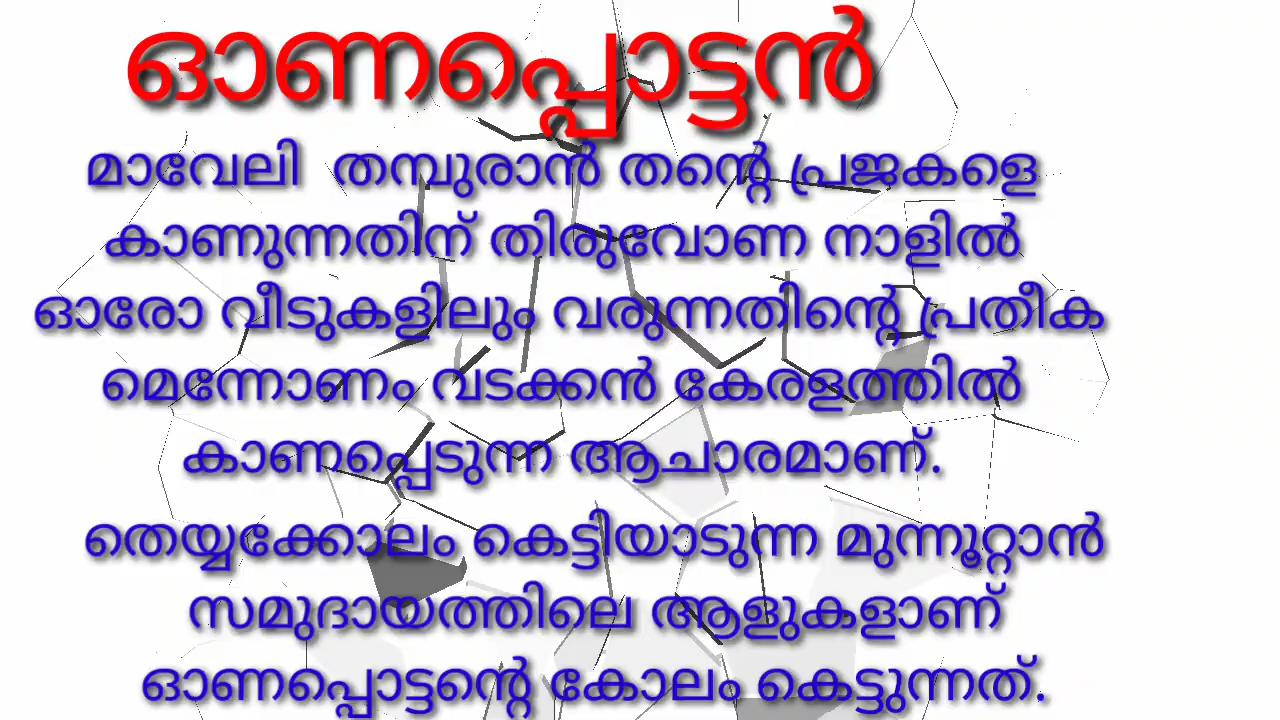 ഓണപ്പൊട്ടൻ
മാവേലി തമ്പുരാൻ തന്റെ പ്രജകളെ
കാണുന്നതിന് തിരുവോണ നാളിൽ
ഓരോ വീടുകളിലും വരുന്നതിന്റെ പ്രതീക
മെന്നോണം വടക്കൻ കേരളത്തിൽ
കാണപ്പെടുന്ന ആചാരമാണ്.
തെയ്യക്കോലം കെട്ടിയാടുന്ന മുന്നൂറ്റാൻ
സമുദായത്തിലെ ആളുകളാണ്
ഓണപ്പൊട്ടന്റെ കോലം കെട്ടുന്നത്.